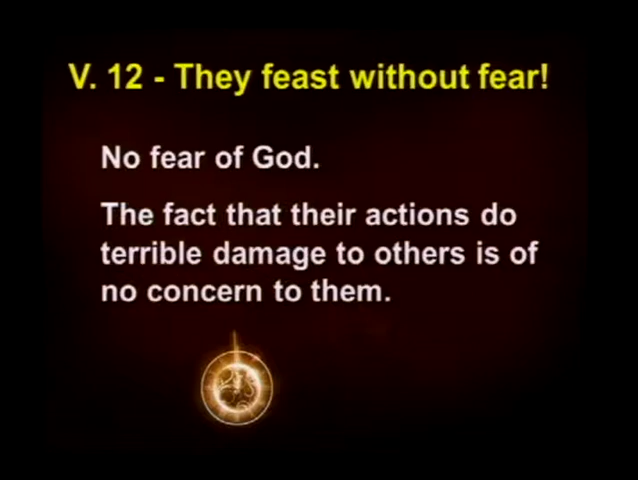 V. 12 - They feast without fear!
No fear of God.
The fact that their actions do
terrible damage to others is of
no concern to them.